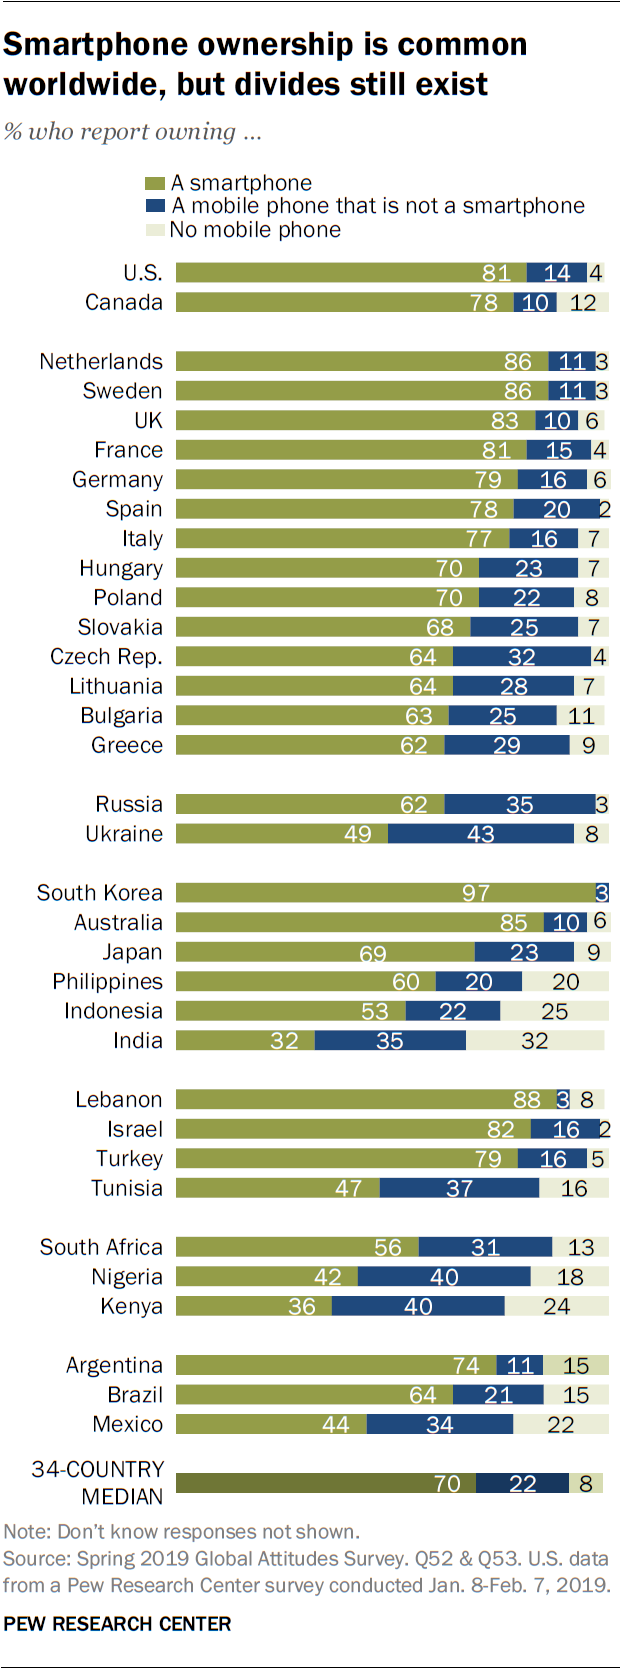 Smartphone ownership is common
worldwide, but divides still exist
% who report owning ...
A smartphone
A mobile phone that is not a smartphone
No mobile phone
U.S. 81 14 4
Canada 78 10 12
Netherlands 86 11 3
Sweden 86 11 3
UK 83 10 6
France 81 15 4
Germany 79 16 6
Spain 78 20 2
Italy 77 16 7
Hungary 70 23 7
Poland 70 22 8
Slovakia 68 25 7
Czech Rep. 64 32 4
Lithuania 64 28 7
Bulgaria 63 25 11
Greece 62 29 9
Russia 62 35 3
Ukraine 49 43 8
South Korea 97 3
Australia 85 10 6
Japan 69 23 9
Philippines 60 20 20
Indonesia 53 22 25
India 32 35 32
Lebanon 88 3 8
Israel 82 16 2
Turkey 79 16 5
Tunisia 47 37 16
South Africa 56 31 13
Nigeria 42 40 18
Kenya 36 40 24
Argentina 74 11 15
Brazil 64 21 15
Mexico 44 34 22
34-COUNTRY
MEDIAN 70 22 8
Note: Don't know responses not shown.
Source: Spring 2019 Global Attitudes Survey. Q52 & Q53. U.S. data
from a Pew Research Center survey conducted Jan. 8-Feb. 7, 2019.
PEW RESEARCH CENTER